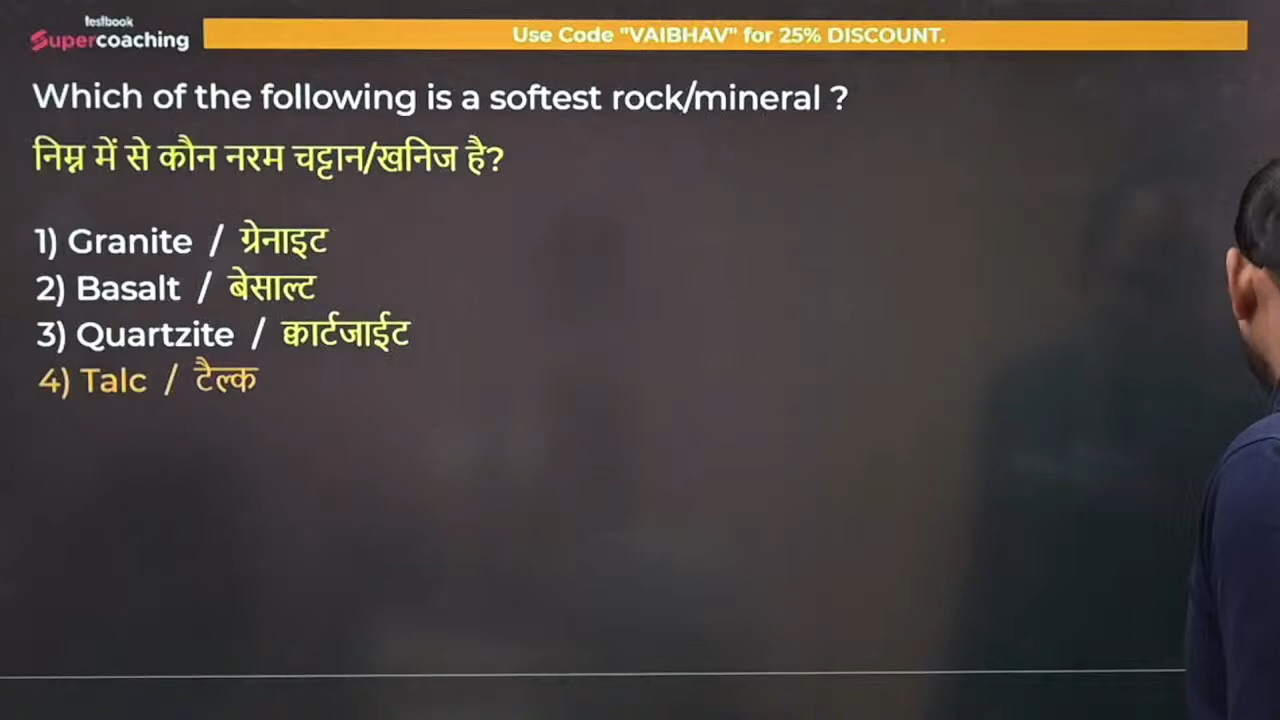 testbook
Supercoaching
Use Code "VAIBHAV" for 25% DISCOUNT.
Which of the following is a softest rock/mineral ?
निम्न में से कौन नरम चट्टान/खनिज है?
1) Granite / ग्रेनाइट
2) Basalt / बेसाल्ट
3) Quartzite / क्वार्टजाईट
4) Talc / टैल्क